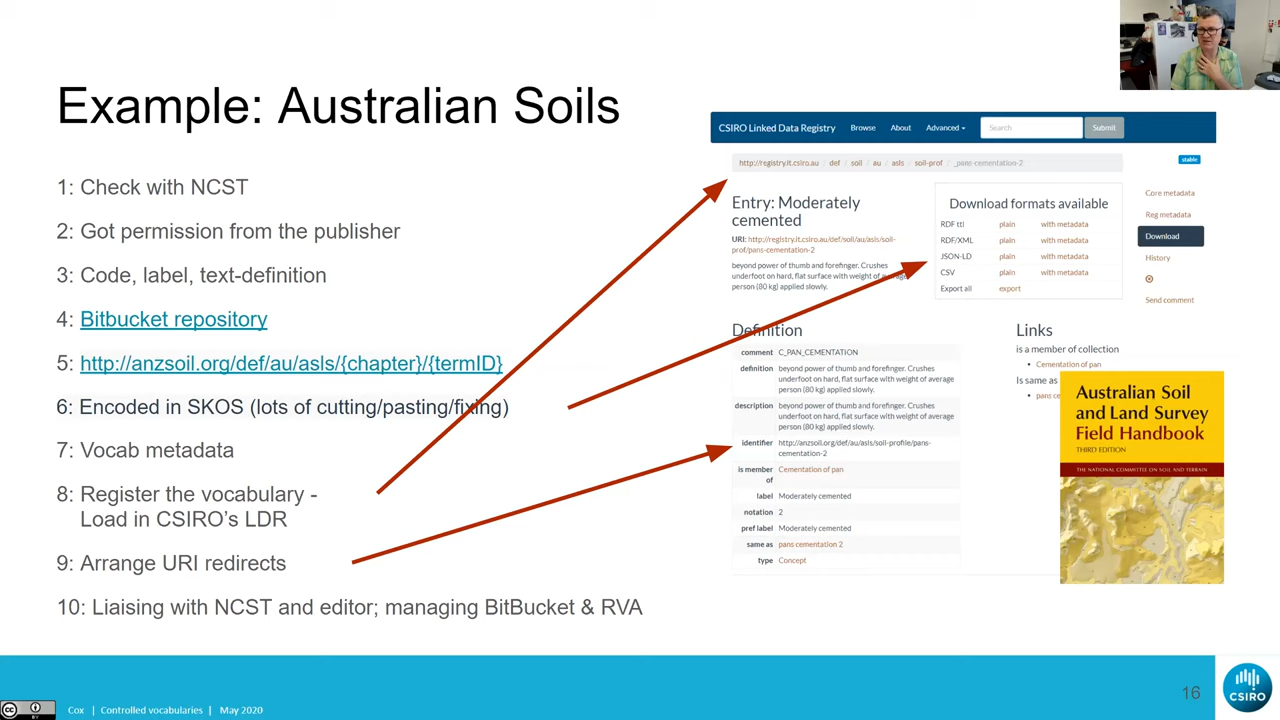 Example: Australian Soils
1: Check with NCST
2: Got permission from the publisher
3: Code, label, text-definition
4: Bitbucket repository
5: http://anzsoil.org/def/au/asls/{chapter}/{termID}
6: Encoded in SKOS (lots of cutting/pasting/fixing)
7: Vocab metadata
8: Register the vocabulary -
Load in CSIRO's LDR
9: Arrange URI redirects
10: Liaising with NCST and editor; managing BitBucket & RVA
CSIRO Linked Data Registry Browse About Advanced Search Submit
http://registry.it.csiro.au / def / soil / au / asls / soil-prof / _pans-cementation-2
stable
Entry: Moderately
cemented
URI: http://registry.it.csiro.au/def/soil/au/asls/soil-
prof/pans-cementation-2
beyond power of thumb and forefinger. Crushes
underfoot on hard, flat surface with weight of average
person (80 kg) applied slowly.
Download formats available
RDF ttl plain with metadata
RDF/XML plain with metadata
JSON-LD plain with metadata
CSV plain with metadata
Export all export
Core metadata
Reg metadata
Download
History
Send comment
Definition
comment C_PAN_CEMENTATION
definition beyond power of thumb and forefinger. Crushes
underfoot on hard, flat surface with weight of average
person (80 kg) applied slowly.
description beyond power of thumb and forefinger. Crushes
underfoot on hard, flat surface with weight of average
person (80 kg) applied slowly.
identifier http://anzsoil.org/def/au/asls/soil-profile/pans-
cementation-2
is member Cementation of pan
of
label Moderately cemented
notation 2
pref label Moderately cemented
same as pans cementation 2
type Concept
Links
is a member of collection
• Cementation of pan
Is same as
• pans ce
Australian Soil
and Land Survey
Field Handbook
THIRD EDITION
THE NATIONAL COMMITTEE ON SOIL AND TERRAIN
16
CSIRO
cc BY
Cox | Controlled vocabularies | May 2020